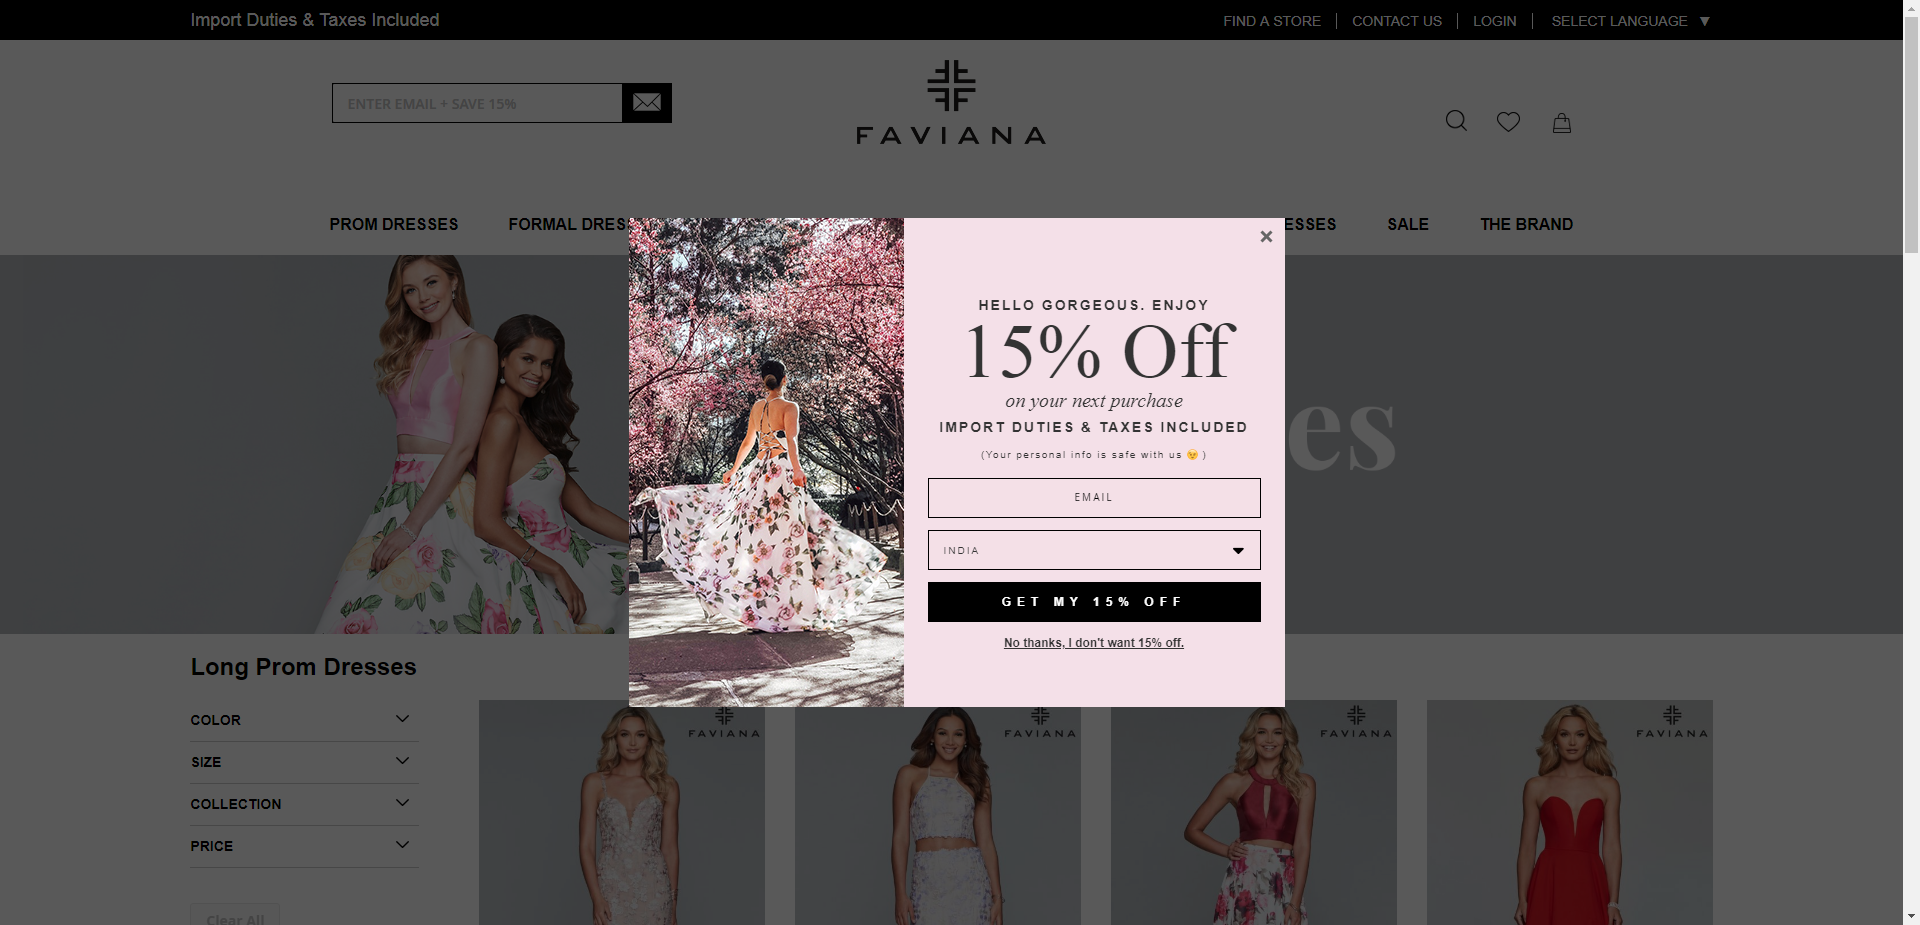 Import Duties & Taxes Included
FIND A STORE
CONTACT US
LOGIN
SELECT LANGUAGE ▼
ENTER EMAIL + SAVE 15%
FAVIANA
PROM DRESSES
FORMAL DRES
ESSES
SALE
THE BRAND
×
HELLO GORGEOUS. ENJOY
15% Off
on your next purchase
IMPORT DUTIES & TAXES INCLUDED
(Your personal info is safe with us 😉 )
EMAIL
INDIA
GET MY 15% OFF
No thanks, I don't want 15% off.
es
Long Prom Dresses
COLOR
SIZE
COLLECTION
PRICE
Clear All
FAVIANA
FAVIANA
FAVIANA
FAVIANA